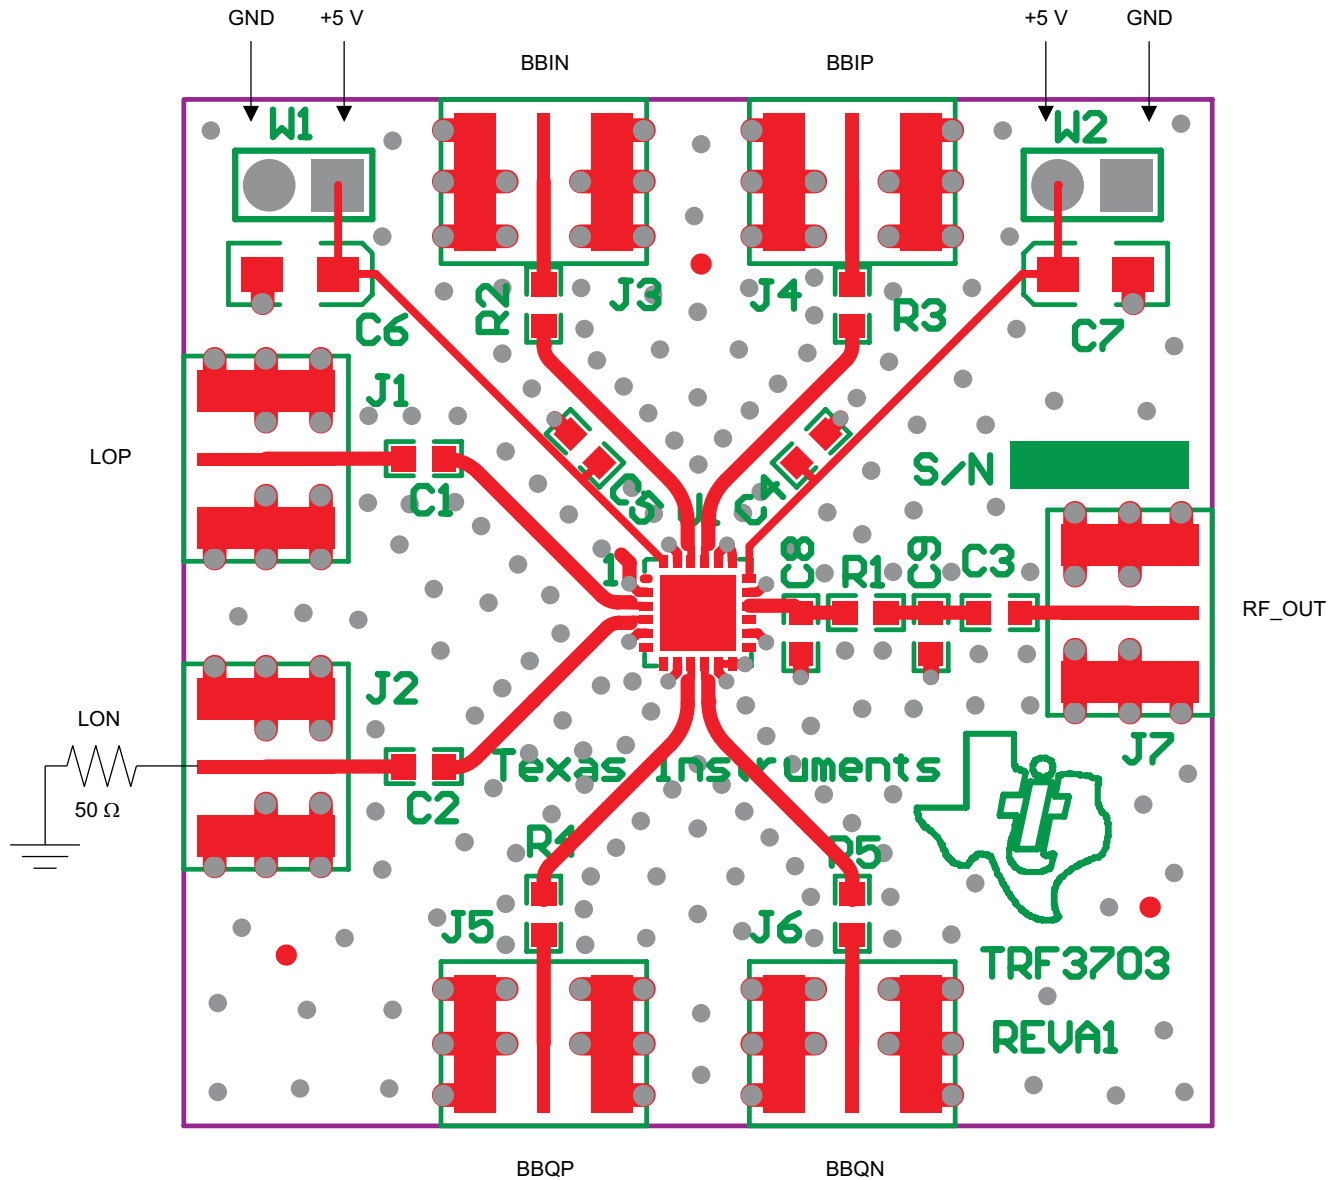 GND +5 V +5 V GND
BBIN BBIP
W1 W2
R2 J3 J4 R3
C6 C7
J1
LOP
C1 C5 C4 S/N
1 C8 R1 C9 C3
RF_OUT
J2
LON
50 Ω
C2
J7
Texas Instruments
R4 R5
J5 J6
TRF3703
REVA1
BBQP BBQN